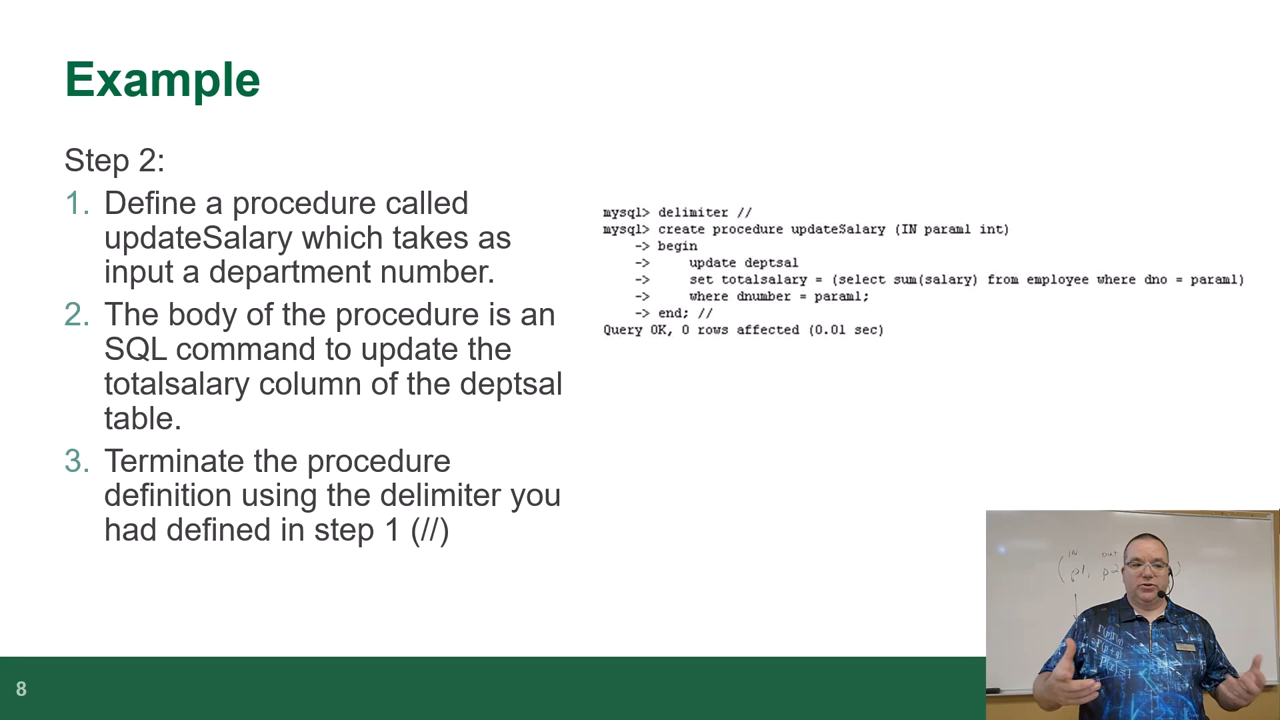 Example
Step 2:
1. Define a procedure called
updateSalary which takes as
input a department number.
2. The body of the procedure is an
SQL command to update the
totalsalary column of the deptsal
table.
3. Terminate the procedure
definition using the delimiter you
had defined in step 1 (//)
mysql> delimiter //
mysql> create procedure updateSalary (IN param1 int)
-> begin
-> update deptsal
-> set totalsalary = (select sum(salary) from employee where dno = param1)
-> where dnumber = param1;
-> end; //
Query OK, 0 rows affected (0.01 sec)
IN out
(p1, p2 )
8